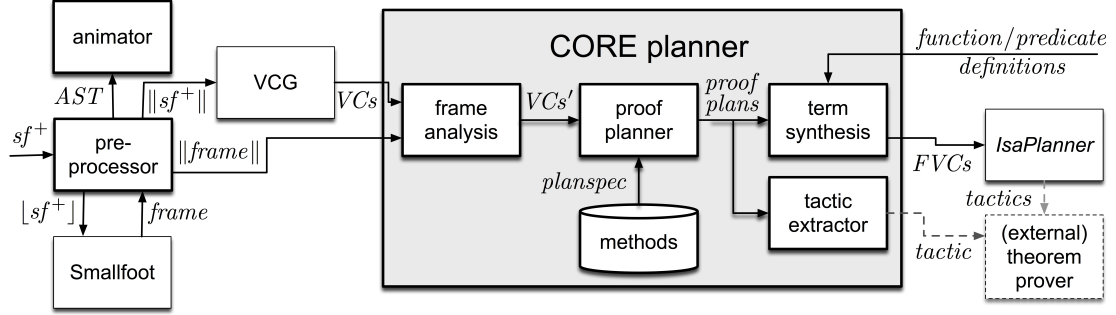 animator
AST
sf⁺
pre-
processor
⌊sf⁺⌋
frame
Smallfoot
‖sf⁺‖
‖frame‖
VCG
VCs
CORE planner
frame
analysis
VCs′
proof
planner
planspec
methods
proof
plans
term
synthesis
tactic
extractor
function/predicate
definitions
FVCs
IsaPlanner
tactics
tactic
(external)
theorem
prover